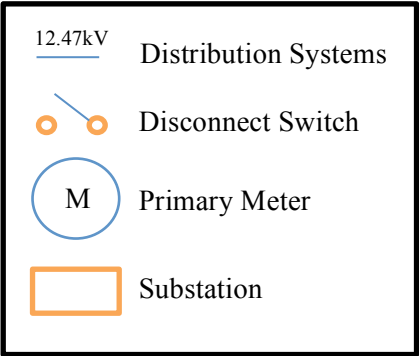 12.47kV
Distribution Systems
Disconnect Switch
M
Primary Meter
Substation